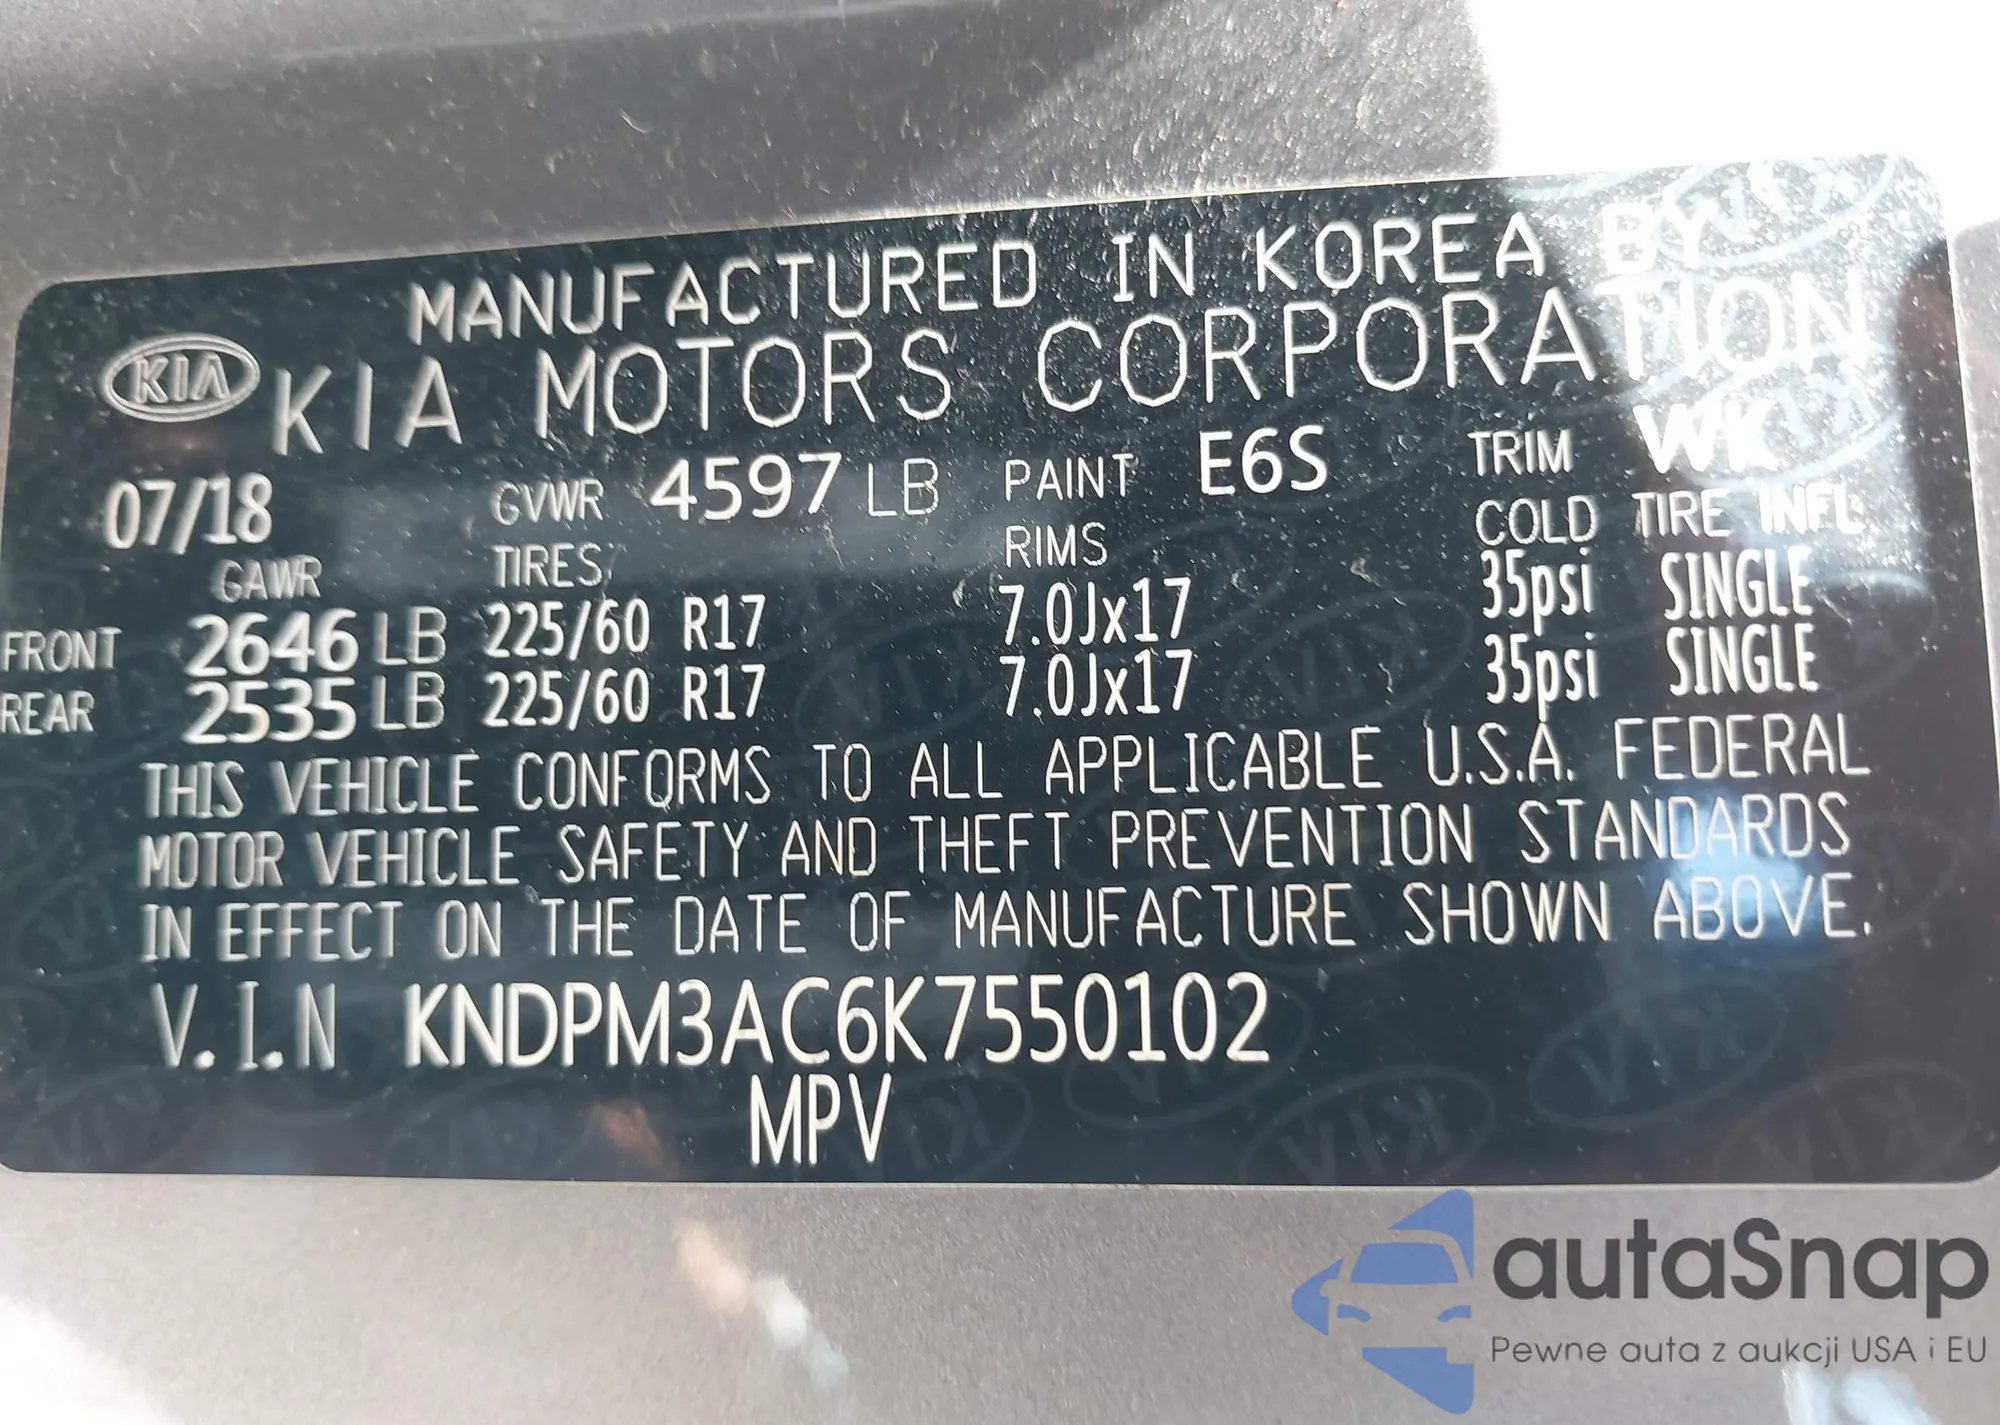 MANUFACTURED IN KOREA BY
KIA KIA MOTORS CORPORATION
07/18 GVWR 4597 LB PAINT E6S TRIM WK
GAWR TIRES RIMS COLD TIRE INFL
FRONT 2646 LB 225/60 R17 7.0Jx17 35psi SINGLE
REAR 2535 LB 225/60 R17 7.0Jx17 35psi SINGLE
THIS VEHICLE CONFORMS TO ALL APPLICABLE U.S.A. FEDERAL
MOTOR VEHICLE SAFETY AND THEFT PREVENTION STANDARDS
IN EFFECT ON THE DATE OF MANUFACTURE SHOWN ABOVE.
V.I.N KNDPM3AC6K7550102
MPV
autaSnap
Pewne auta z aukcji USA i EU